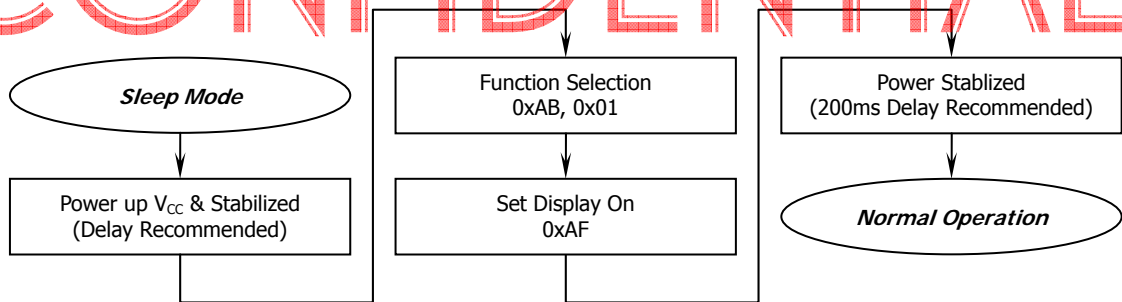 CONFIDENTIAL
Sleep Mode
Power up VCC & Stabilized
(Delay Recommended)
Function Selection
0xAB, 0x01
Set Display On
0xAF
Power Stablized
(200ms Delay Recommended)
Normal Operation